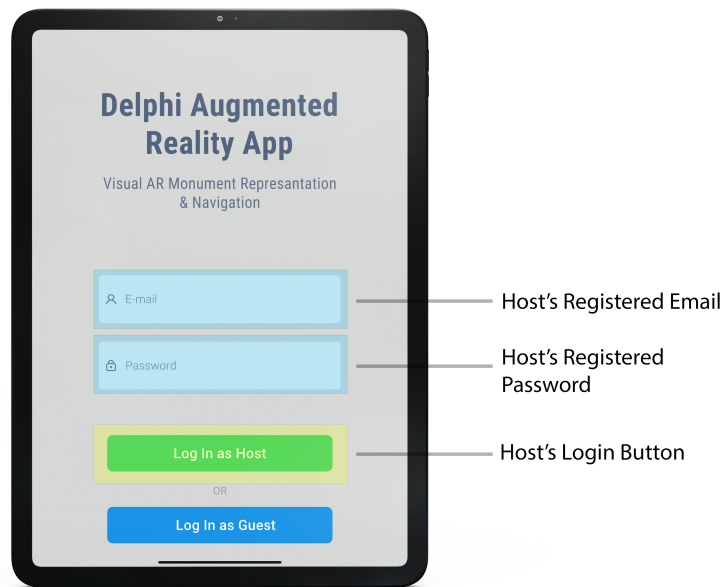 Delphi Augmented
Reality App
Visual AR Monument Represantation
& Navigation
E-mail
Host's Registered Email
Password
Host's Registered
Password
Log In as Host
Host's Login Button
OR
Log In as Guest